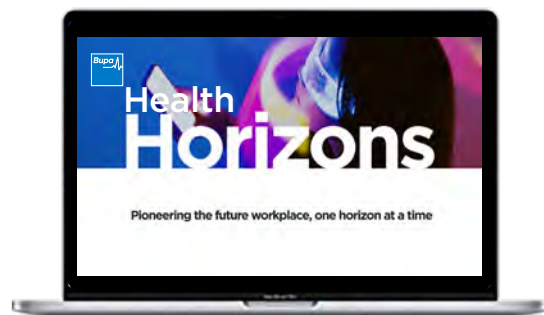 Bupa
Health
Horizons
Pioneering the future workplace, one horizon at a time